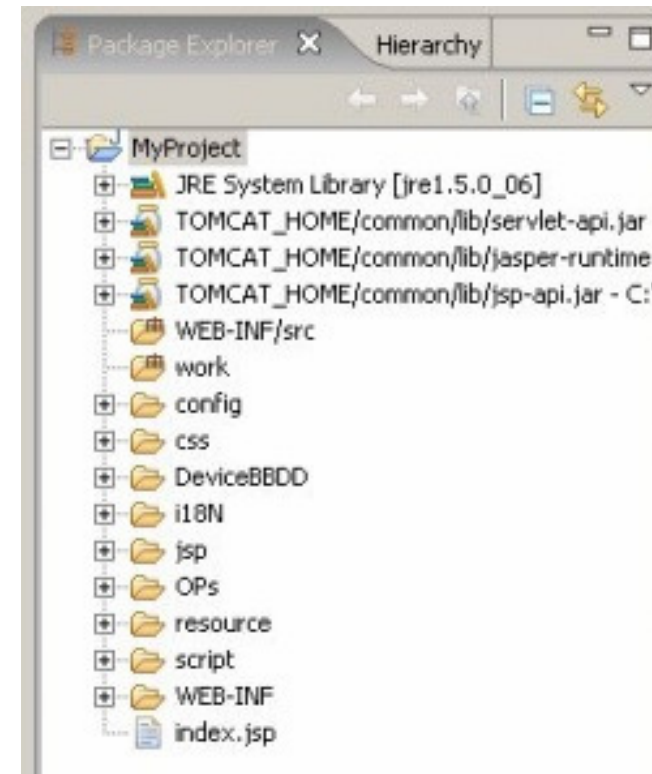 Package Explorer Hierarchy
MyProject
JRE System Library [jre1.5.0_06]
TOMCAT_HOME/common/lib/servlet-api.jar
TOMCAT_HOME/common/lib/jasper-runtime
TOMCAT_HOME/common/lib/jsp-api.jar - C:
WEB-INF/src
work
config
css
DeviceBBDD
i18N
jsp
OPs
resource
script
WEB-INF
index.jsp